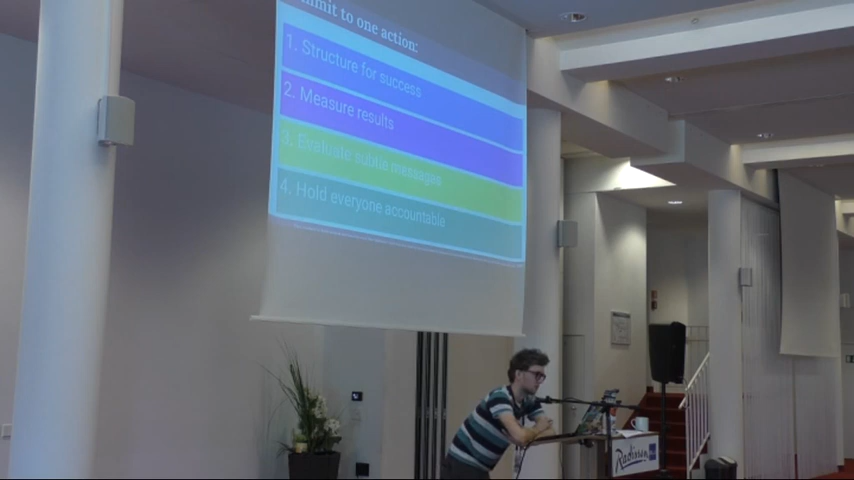 mmit to one action:
1. Structure for success
2. Measure results
3. Evaluate subtle messages
4. Hold everyone accountable
Radisson